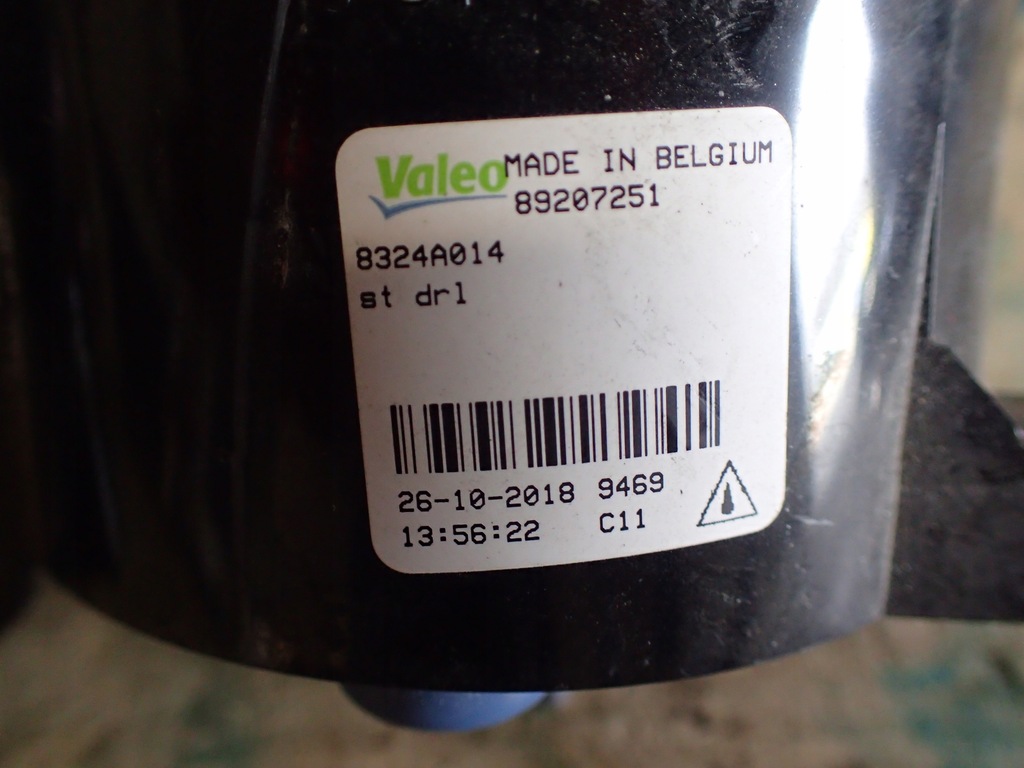 Valeo MADE IN BELGIUM
89207251
8324A014
st drl
26-10-2018 9469
13:56:22 C11